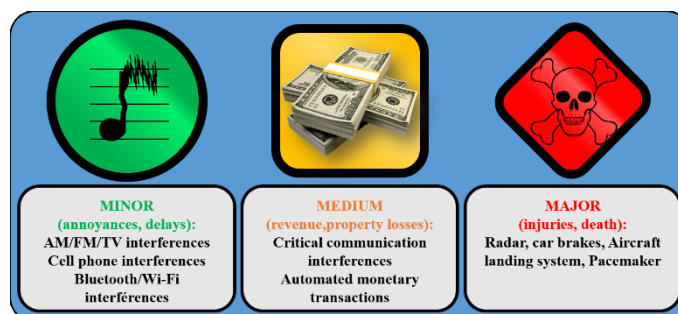 MINOR
(annoyances, delays):
AM/FM/TV interferences
Cell phone interferences
Bluetooth/Wi-Fi
interférences
MEDIUM
(revenue,property losses):
Critical communication
interferences
Automated monetary
transactions
MAJOR
(injuries, death):
Radar, car brakes, Aircraft
landing system, Pacemaker